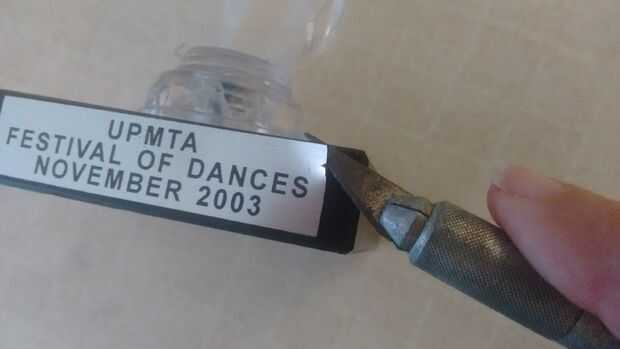 UPMTA
FESTIVAL OF DANCES
NOVEMBER 2003